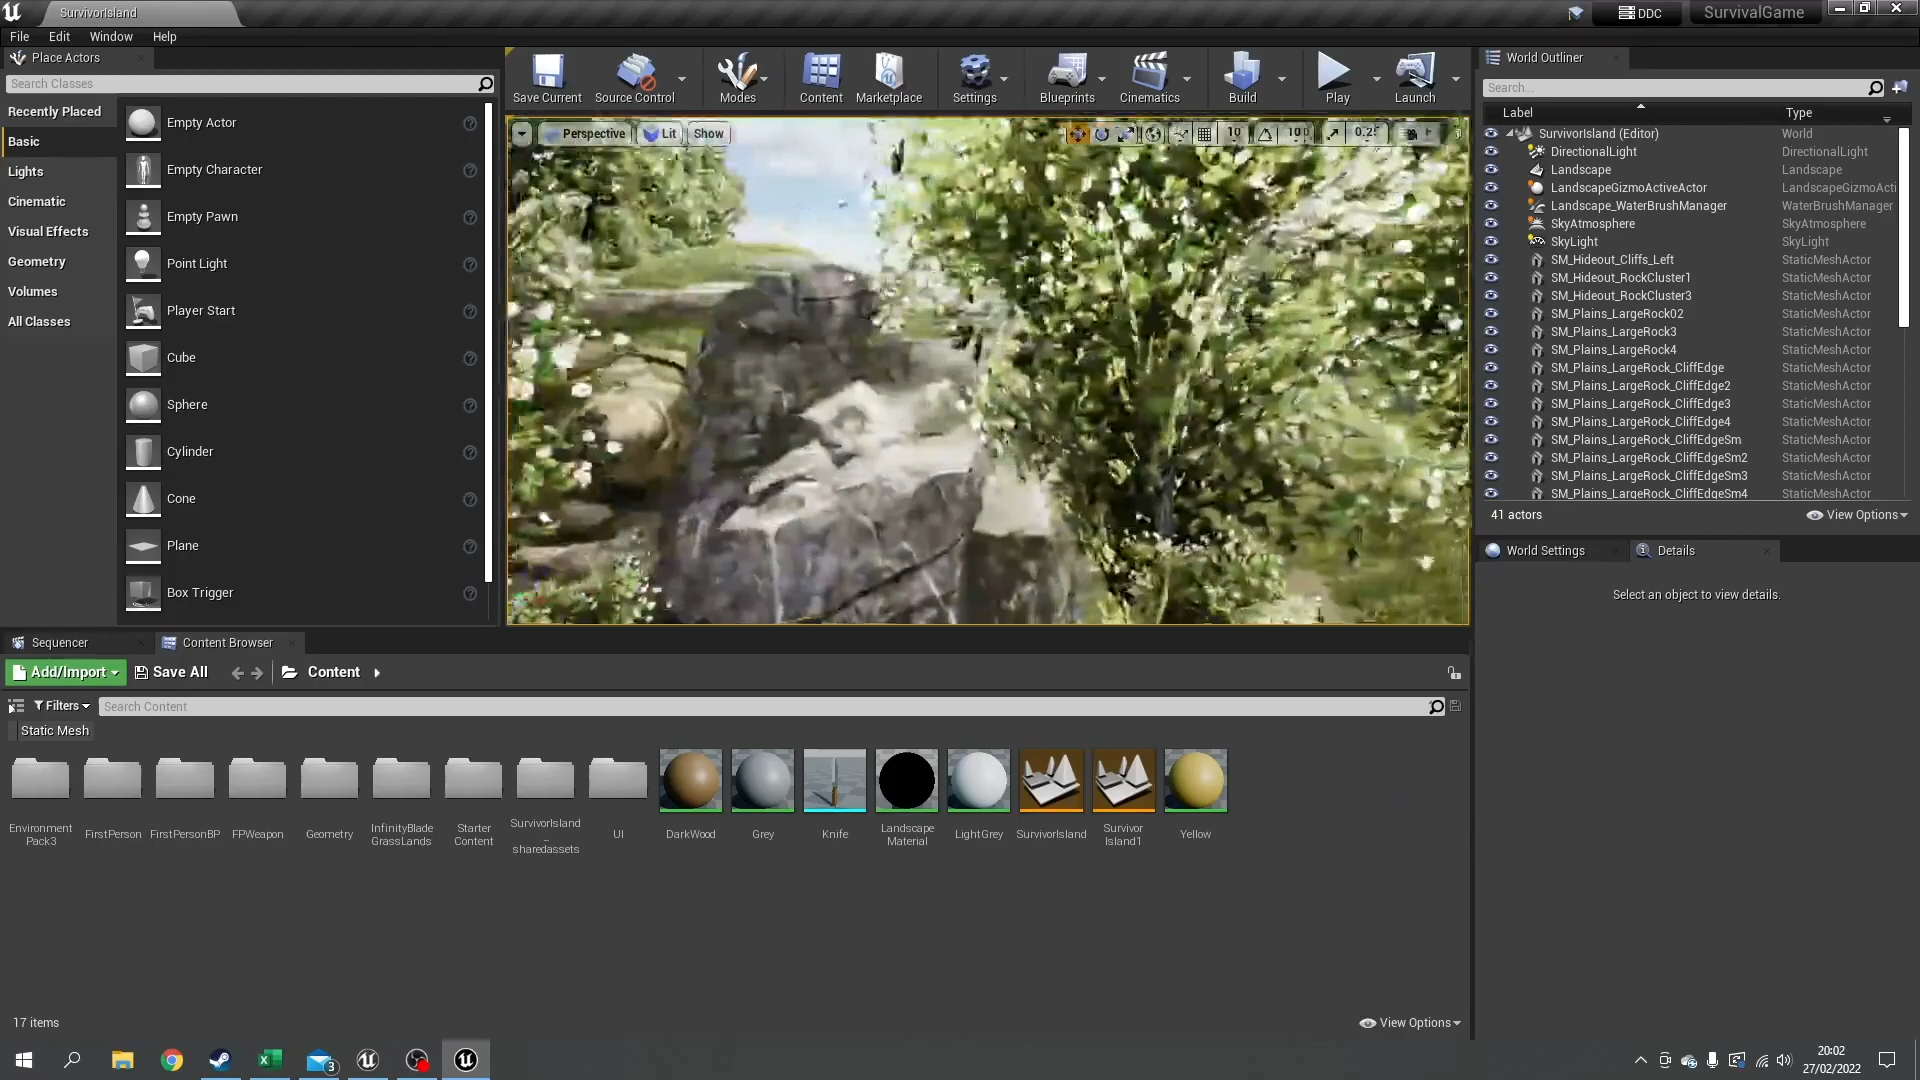 SurvivorIsland
DDC
SurvivalGame
File Edit Window Help
Place Actors
Search Classes
Recently Placed
Basic
Lights
Cinematic
Visual Effects
Geometry
Volumes
All Classes
Empty Actor
Empty Character
Empty Pawn
Point Light
Player Start
Cube
Sphere
Cylinder
Cone
Plane
Box Trigger
Save Current Source Control Modes Content Marketplace Settings Blueprints Cinematics Build Play Launch
Perspective Lit Show 10 10 0.25
World Outliner
Search...
Label Type
SurvivorIsland (Editor) World
DirectionalLight DirectionalLight
Landscape Landscape
LandscapeGizmoActiveActor LandscapeGizmoActi
Landscape_WaterBrushManager WaterBrushManager
SkyAtmosphere SkyAtmosphere
SkyLight SkyLight
SM_Hideout_Cliffs_Left StaticMeshActor
SM_Hideout_RockCluster1 StaticMeshActor
SM_Hideout_RockCluster3 StaticMeshActor
SM_Plains_LargeRock02 StaticMeshActor
SM_Plains_LargeRock3 StaticMeshActor
SM_Plains_LargeRock4 StaticMeshActor
SM_Plains_LargeRock_CliffEdge StaticMeshActor
SM_Plains_LargeRock_CliffEdge2 StaticMeshActor
SM_Plains_LargeRock_CliffEdge3 StaticMeshActor
SM_Plains_LargeRock_CliffEdge4 StaticMeshActor
SM_Plains_LargeRock_CliffEdgeSm StaticMeshActor
SM_Plains_LargeRock_CliffEdgeSm2 StaticMeshActor
SM_Plains_LargeRock_CliffEdgeSm3 StaticMeshActor
SM_Plains_LargeRock_CliffEdgeSm4 StaticMeshActor
41 actors View Options
World Settings Details
Select an object to view details.
Sequencer Content Browser
Add/Import Save All Content
Filters Search Content
Static Mesh
Environment
Pack3
FirstPerson
FirstPersonBP
FPWeapon
Geometry
InfinityBlade
GrassLands
Starter
Content
SurvivorIsland
_
sharedassets
UI
DarkWood
Grey
Knife
Landscape
Material
LightGrey
SurvivorIsland
Survivor
Island1
Yellow
17 items View Options
3
20:02
27/02/2022